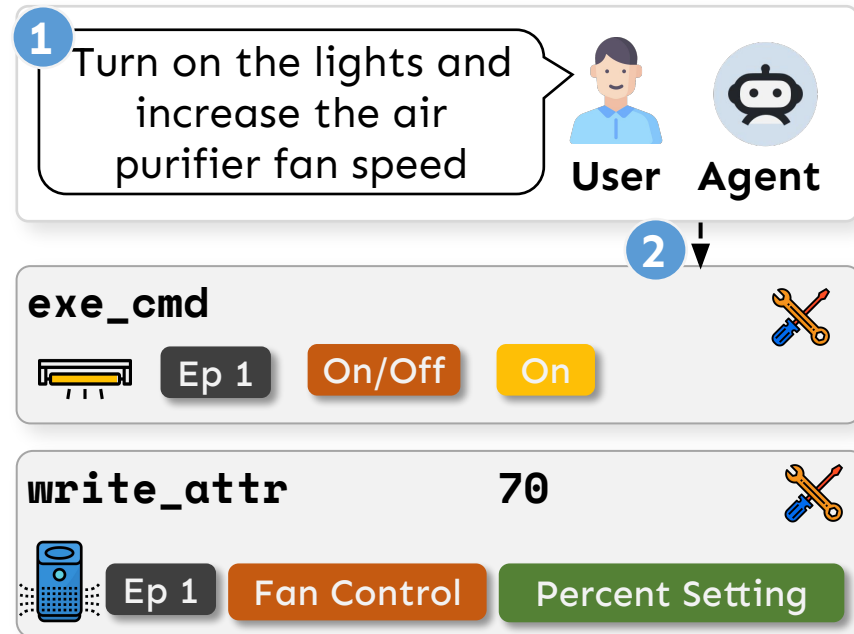 1
Turn on the lights and
increase the air
purifier fan speed
User Agent
2
exe_cmd
Ep 1 On/Off On
write_attr 70
Ep 1 Fan Control Percent Setting